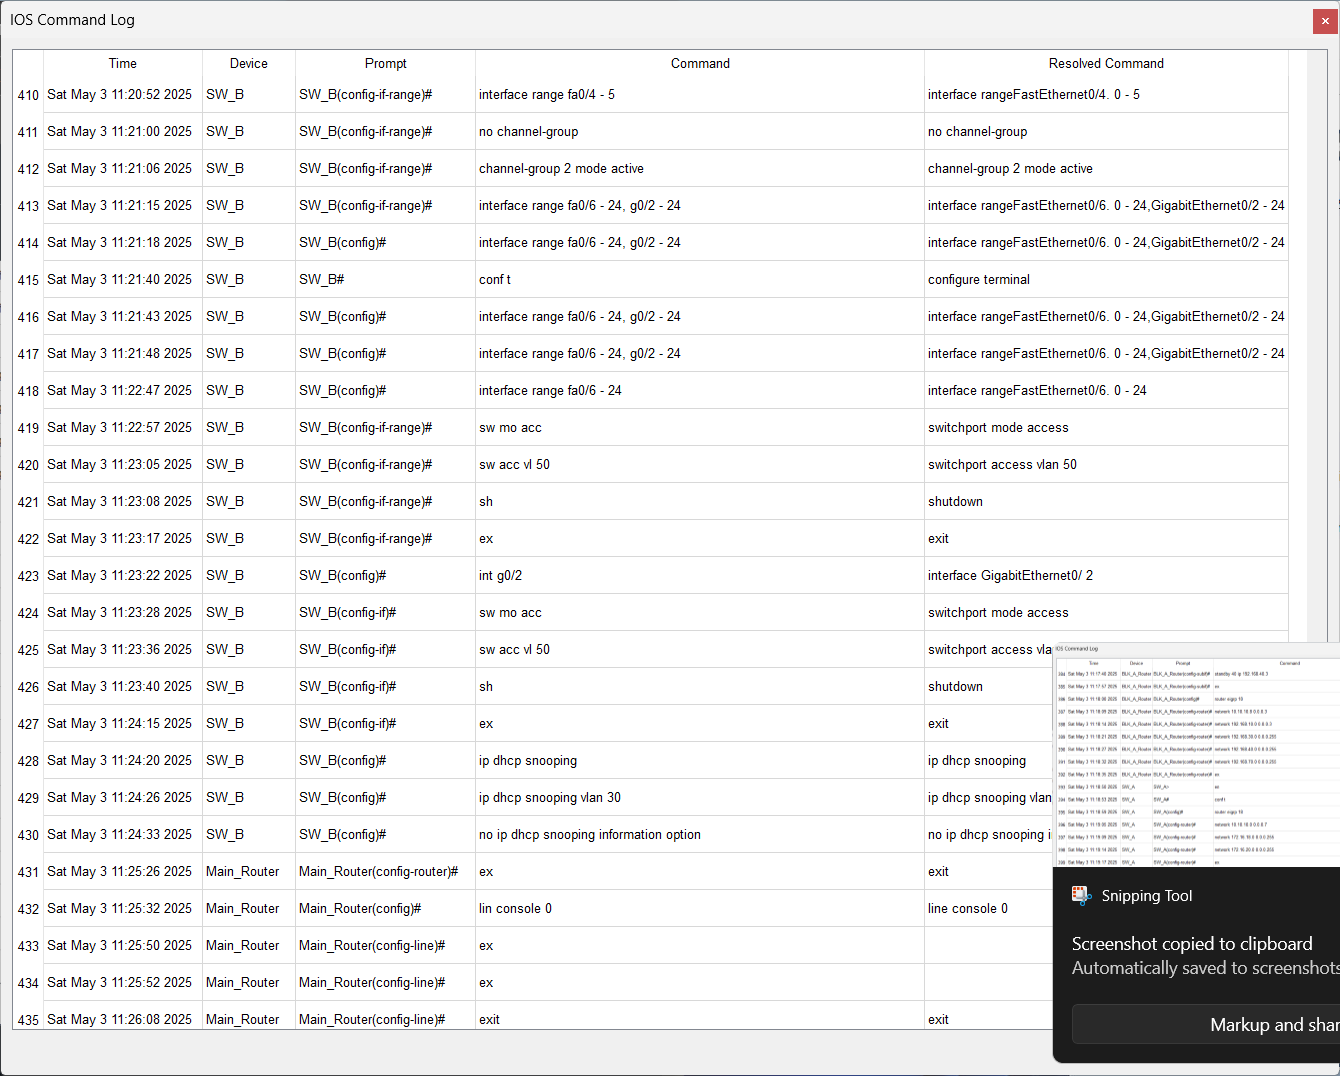 IOS Command Log
Time Device Prompt Command Resolved Command
410 Sat May 3 11:20:52 2025 SW_B SW_B(config-if-range)# interface range fa0/4 - 5 interface rangeFastEthernet0/4. 0 - 5
411 Sat May 3 11:21:00 2025 SW_B SW_B(config-if-range)# no channel-group no channel-group
412 Sat May 3 11:21:06 2025 SW_B SW_B(config-if-range)# channel-group 2 mode active channel-group 2 mode active
413 Sat May 3 11:21:15 2025 SW_B SW_B(config-if-range)# interface range fa0/6 - 24, g0/2 - 24 interface rangeFastEthernet0/6. 0 - 24,GigabitEthernet0/2 - 24
414 Sat May 3 11:21:18 2025 SW_B SW_B(config)# interface range fa0/6 - 24, g0/2 - 24 interface rangeFastEthernet0/6. 0 - 24,GigabitEthernet0/2 - 24
415 Sat May 3 11:21:40 2025 SW_B SW_B# conf t configure terminal
416 Sat May 3 11:21:43 2025 SW_B SW_B(config)# interface range fa0/6 - 24, g0/2 - 24 interface rangeFastEthernet0/6. 0 - 24,GigabitEthernet0/2 - 24
417 Sat May 3 11:21:48 2025 SW_B SW_B(config)# interface range fa0/6 - 24, g0/2 - 24 interface rangeFastEthernet0/6. 0 - 24,GigabitEthernet0/2 - 24
418 Sat May 3 11:22:47 2025 SW_B SW_B(config)# interface range fa0/6 - 24 interface rangeFastEthernet0/6. 0 - 24
419 Sat May 3 11:22:57 2025 SW_B SW_B(config-if-range)# sw mo acc switchport mode access
420 Sat May 3 11:23:05 2025 SW_B SW_B(config-if-range)# sw acc vl 50 switchport access vlan 50
421 Sat May 3 11:23:08 2025 SW_B SW_B(config-if-range)# sh shutdown
422 Sat May 3 11:23:17 2025 SW_B SW_B(config-if-range)# ex exit
423 Sat May 3 11:23:22 2025 SW_B SW_B(config)# int g0/2 interface GigabitEthernet0/ 2
424 Sat May 3 11:23:28 2025 SW_B SW_B(config-if)# sw mo acc switchport mode access
425 Sat May 3 11:23:36 2025 SW_B SW_B(config-if)# sw acc vl 50 switchport access vla
426 Sat May 3 11:23:40 2025 SW_B SW_B(config-if)# sh shutdown
427 Sat May 3 11:24:15 2025 SW_B SW_B(config-if)# ex exit
428 Sat May 3 11:24:20 2025 SW_B SW_B(config)# ip dhcp snooping ip dhcp snooping
429 Sat May 3 11:24:26 2025 SW_B SW_B(config)# ip dhcp snooping vlan 30 ip dhcp snooping vlan
430 Sat May 3 11:24:33 2025 SW_B SW_B(config)# no ip dhcp snooping information option no ip dhcp snooping i
431 Sat May 3 11:25:26 2025 Main_Router Main_Router(config-router)# ex exit
432 Sat May 3 11:25:32 2025 Main_Router Main_Router(config)# lin console 0 line console 0
433 Sat May 3 11:25:50 2025 Main_Router Main_Router(config-line)# ex
434 Sat May 3 11:25:52 2025 Main_Router Main_Router(config-line)# ex
435 Sat May 3 11:26:08 2025 Main_Router Main_Router(config-line)# exit exit
IOS Command Log
Time Device Prompt Command
Snipping Tool
Screenshot copied to clipboard
Automatically saved to screenshots
Markup and shar